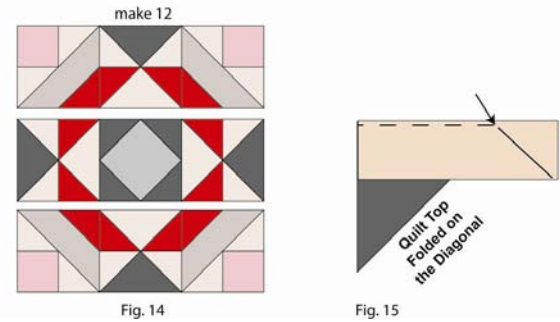 make 12
Quilt Top
Folded on
the Diagonal
Fig. 14
Fig. 15